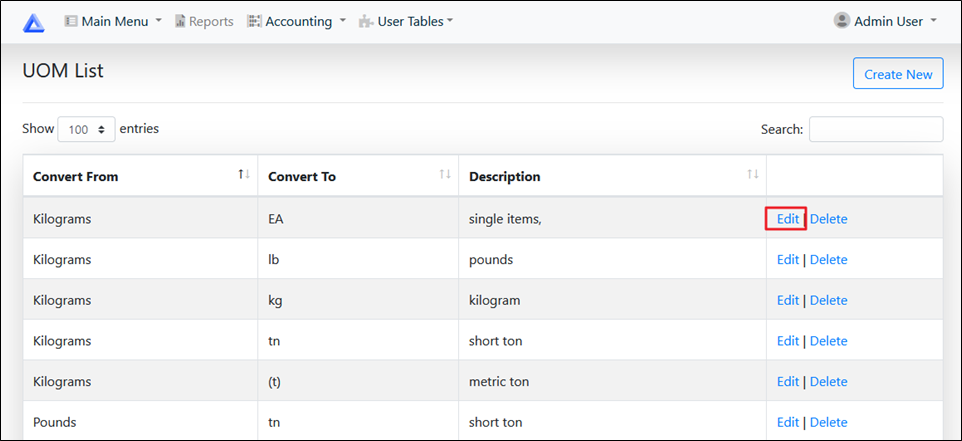 Main Menu Reports Accounting User Tables Admin User
UOM List Create New
Show 100 entries Search:
Convert From Convert To Description
Kilograms EA single items, Edit | Delete
Kilograms lb pounds Edit | Delete
Kilograms kg kilogram Edit | Delete
Kilograms tn short ton Edit | Delete
Kilograms (t) metric ton Edit | Delete
Pounds tn short ton Edit | Delete